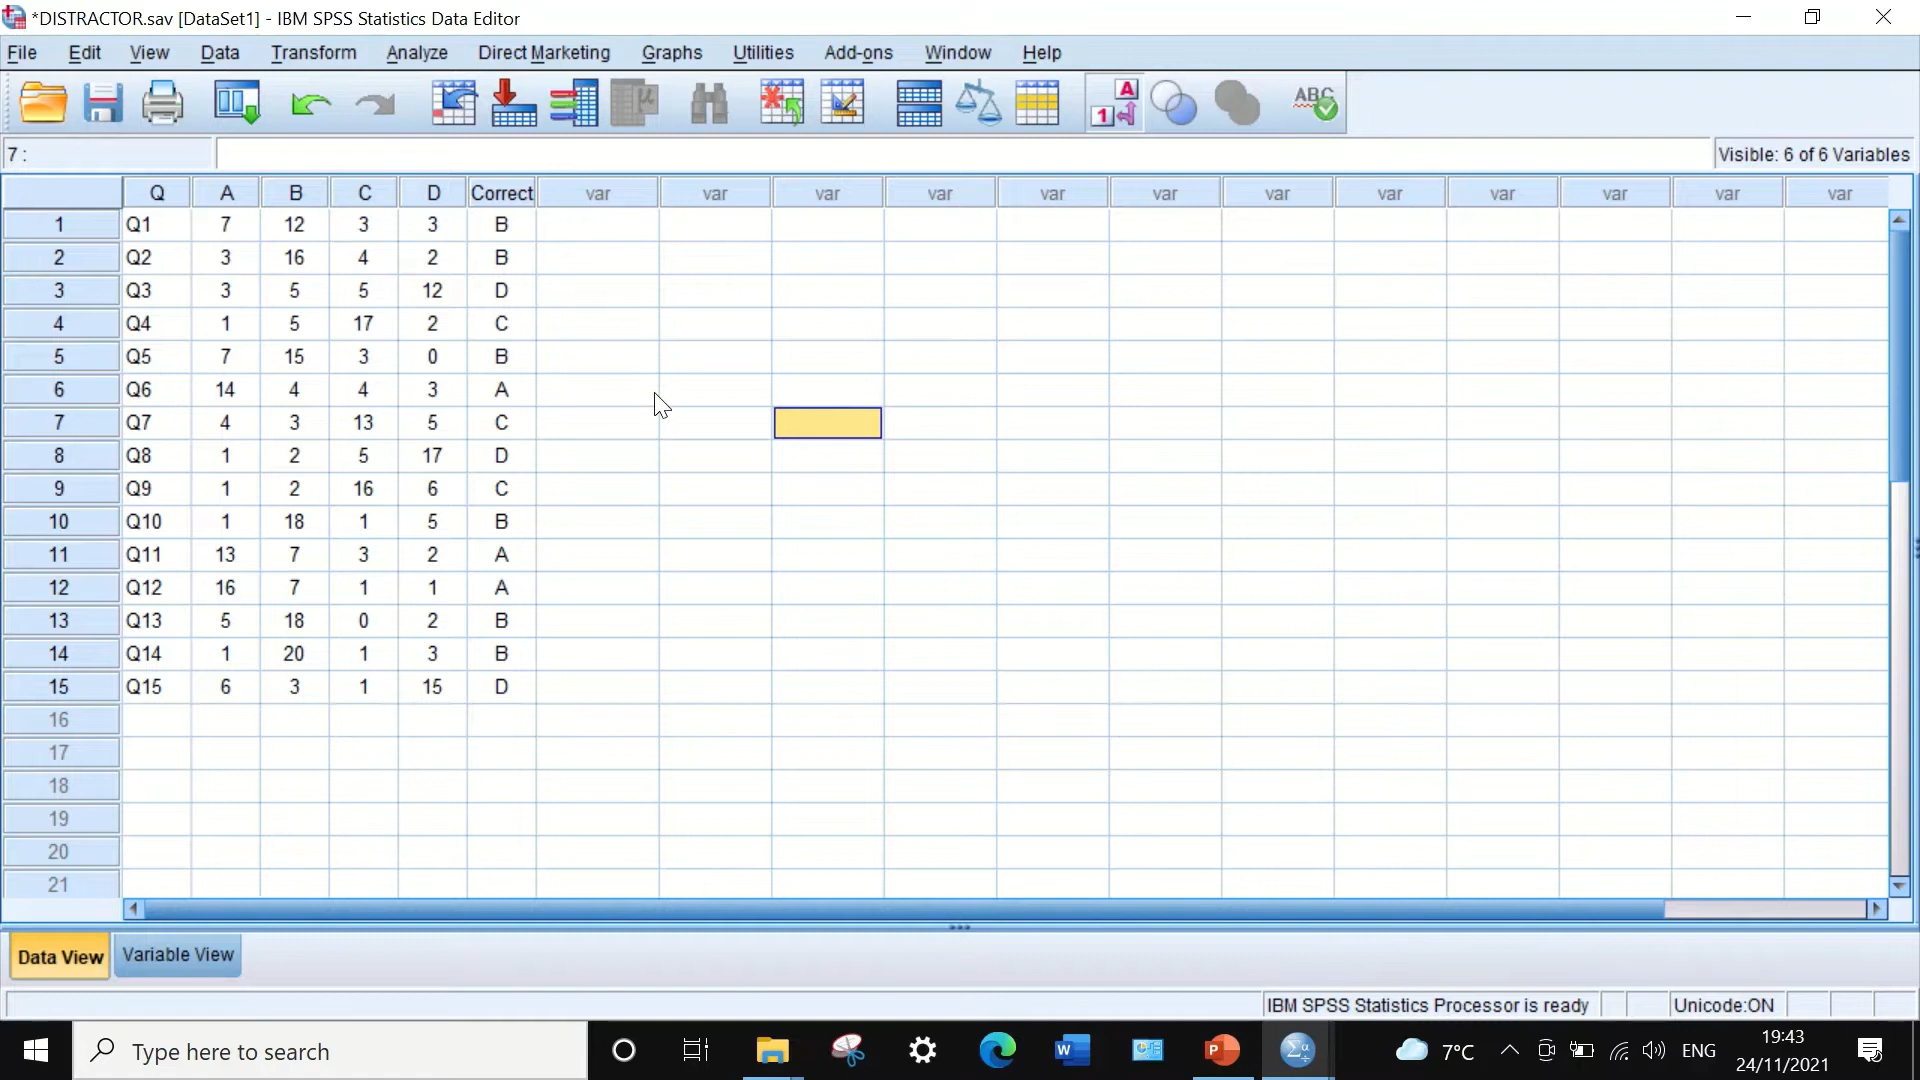 *DISTRACTOR.sav [DataSet1] - IBM SPSS Statistics Data Editor
File Edit View Data Transform Analyze Direct Marketing Graphs Utilities Add-ons Window Help
1 A ABC
7 : Visible: 6 of 6 Variables
Q A B C D Correct var var var var var var var var var var var var
1 Q1 7 12 3 3 B
2 Q2 3 16 4 2 B
3 Q3 3 5 5 12 D
4 Q4 1 5 17 2 C
5 Q5 7 15 3 0 B
6 Q6 14 4 4 3 A
7 Q7 4 3 13 5 C
8 Q8 1 2 5 17 D
9 Q9 1 2 16 6 C
10 Q10 1 18 1 5 B
11 Q11 13 7 3 2 A
12 Q12 16 7 1 1 A
13 Q13 5 18 0 2 B
14 Q14 1 20 1 3 B
15 Q15 6 3 1 15 D
16
17
18
19
20
21
Data View Variable View
IBM SPSS Statistics Processor is ready Unicode:ON
Type here to search 7°C ENG 19:43
24/11/2021